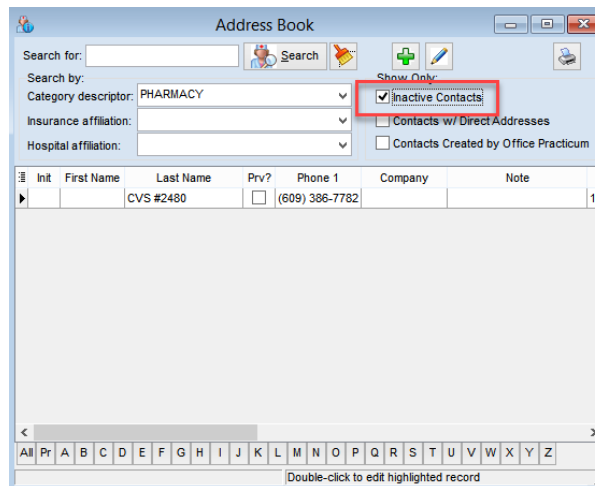 Address Book
Search for: Search
Search by: Show Only:
Category descriptor: PHARMACY Inactive Contacts
Insurance affiliation: Contacts w/ Direct Addresses
Hospital affiliation: Contacts Created by Office Practicum
Init First Name Last Name Prv? Phone 1 Company Note
CVS #2480 (609) 386-7782 1
All Pr A B C D E F G H I J K L M N O P Q R S T U V W X Y Z
Double-click to edit highlighted record